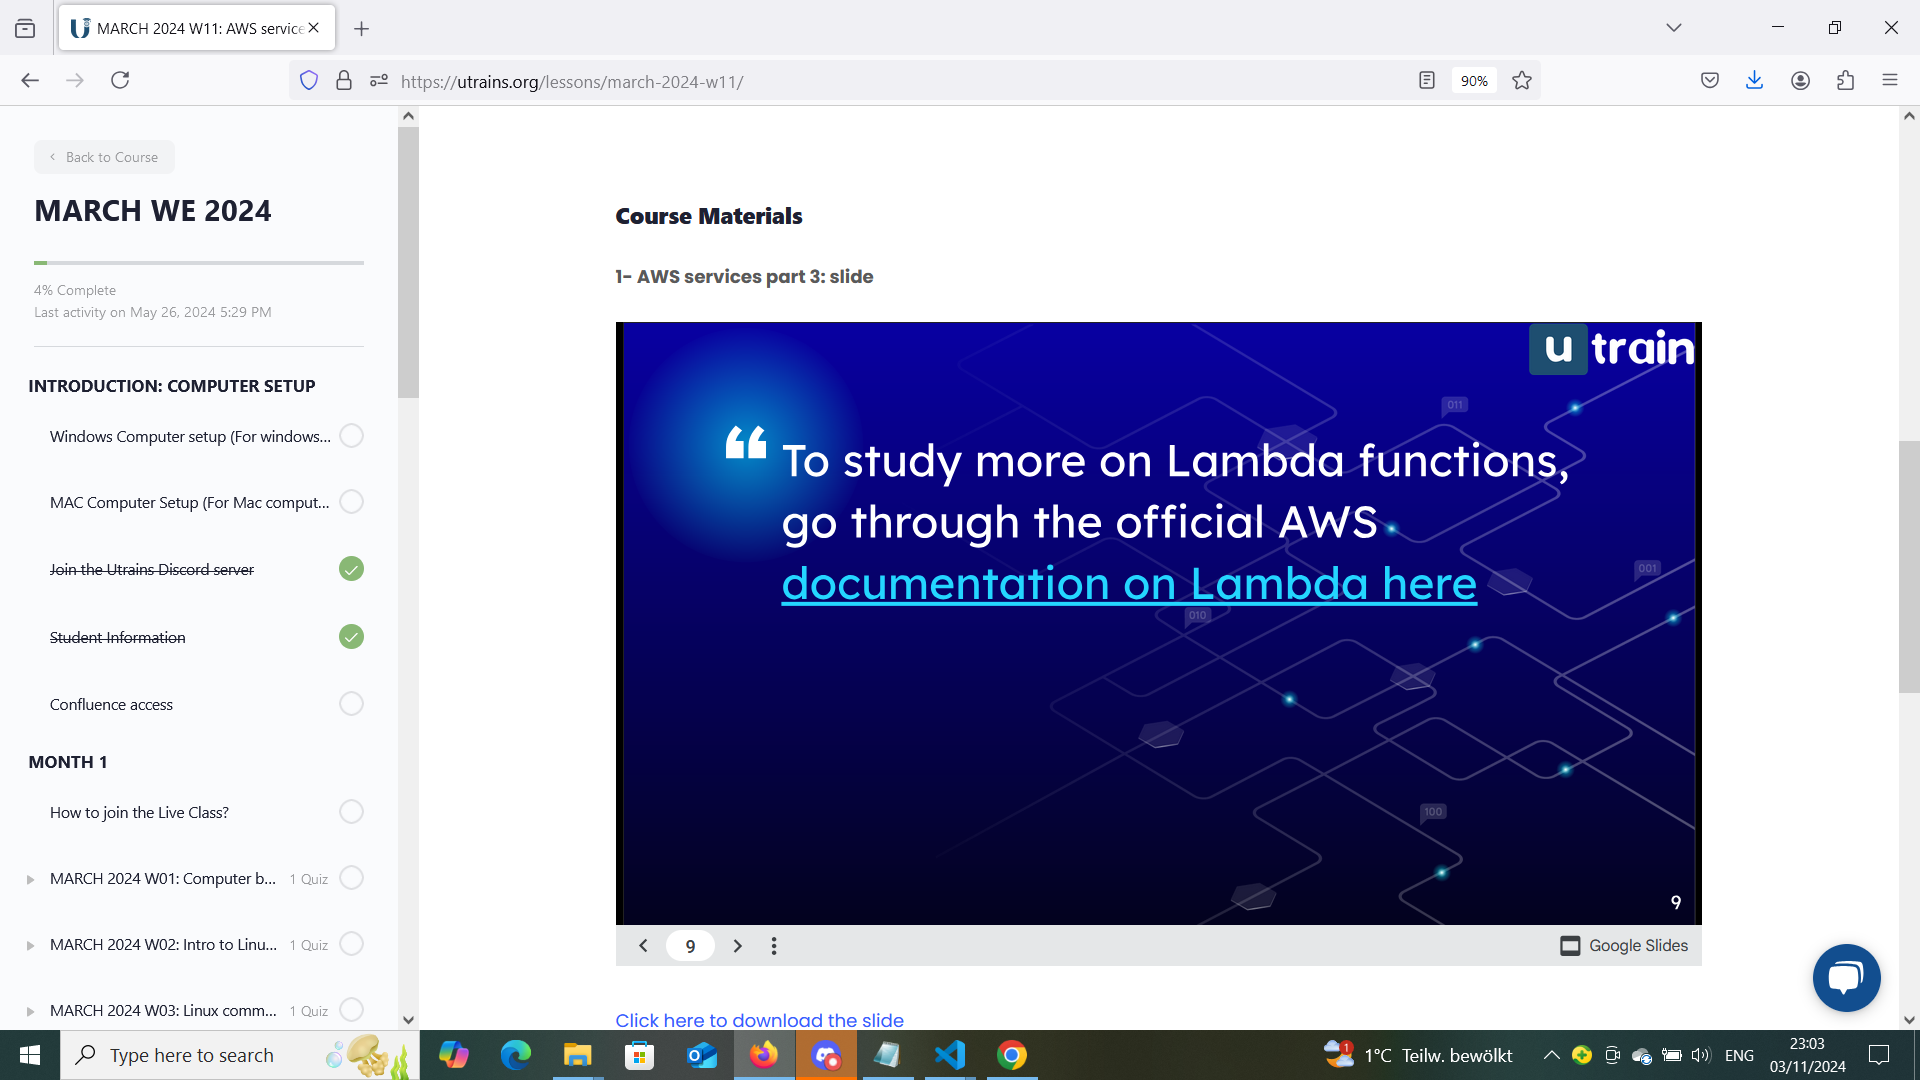 MARCH 2024 W11: AWS service
https://utrains.org/lessons/march-2024-w11/
90%
Back to Course
MARCH WE 2024
4% Complete
Last activity on May 26, 2024 5:29 PM
INTRODUCTION: COMPUTER SETUP
Windows Computer setup (For windows...
MAC Computer Setup (For Mac comput...
Join the Utrains Discord server
Student Information
Confluence access
MONTH 1
How to join the Live Class?
MARCH 2024 W01: Computer b... 1 Quiz
MARCH 2024 W02: Intro to Linu... 1 Quiz
MARCH 2024 W03: Linux comm... 1 Quiz
Course Materials
1- AWS services part 3: slide
u train
011
“ To study more on Lambda functions,
go through the official AWS
documentation on Lambda here
001
010
100
9
9
Google Slides
Click here to download the slide
Type here to search
1
1°C Teilw. bewölkt
ENG
23:03
03/11/2024